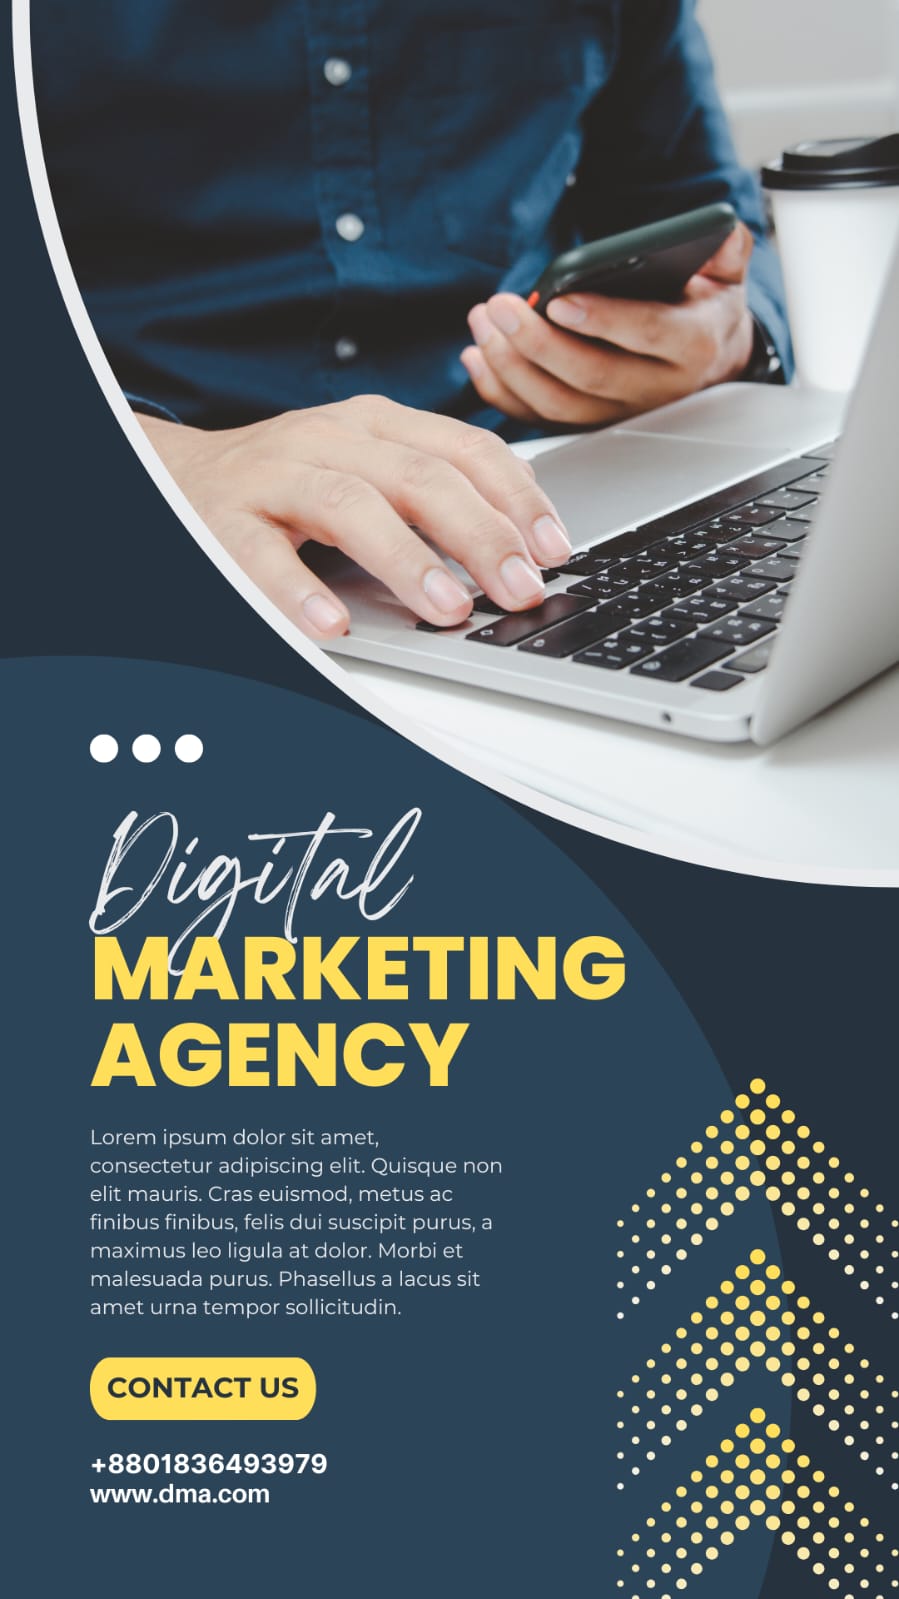 Digital
MARKETING
AGENCY
Lorem ipsum dolor sit amet,
consectetur adipiscing elit. Quisque non
elit mauris. Cras euismod, metus ac
finibus finibus, felis dui suscipit purus, a
maximus leo ligula at dolor. Morbi et
malesuada purus. Phasellus a lacus sit
amet urna tempor sollicitudin.
CONTACT US
+8801836493979
www.dma.com